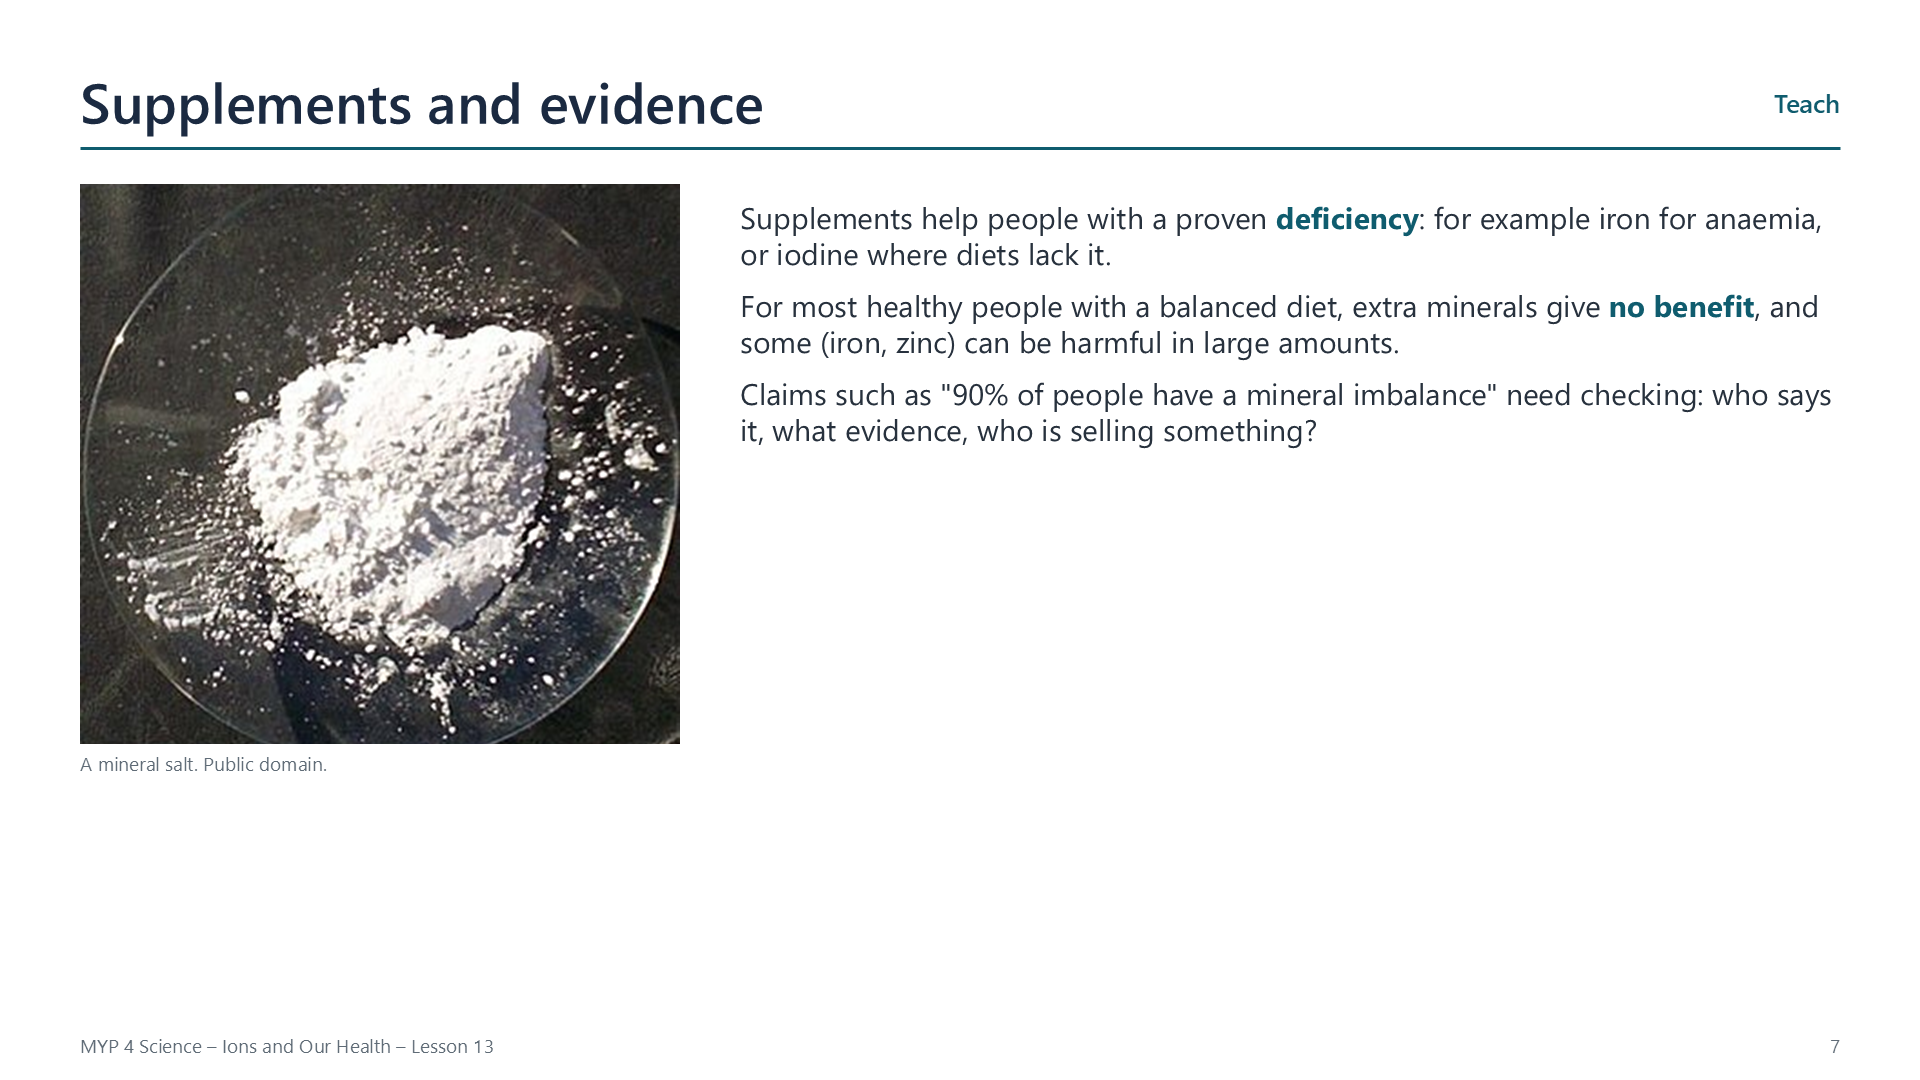 Supplements and evidence
Teach
Supplements help people with a proven deficiency: for example iron for anaemia,
or iodine where diets lack it.
For most healthy people with a balanced diet, extra minerals give no benefit, and
some (iron, zinc) can be harmful in large amounts.
Claims such as "90% of people have a mineral imbalance" need checking: who says
it, what evidence, who is selling something?
A mineral salt. Public domain.
MYP 4 Science – Ions and Our Health – Lesson 13
7